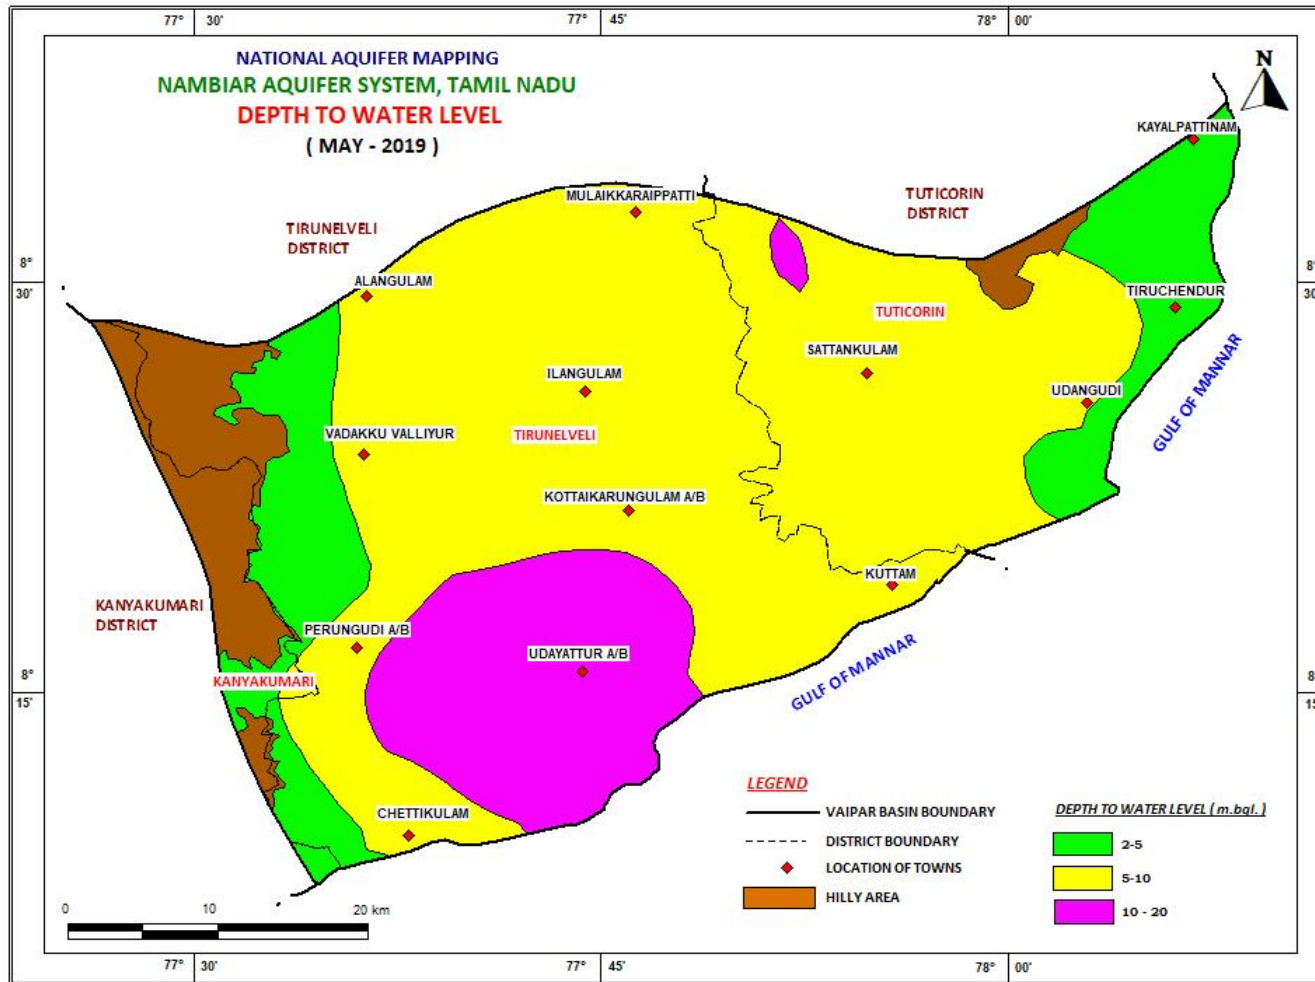 77° 30'
77° 45'
78° 00'
NATIONAL AQUIFER MAPPING
NAMBIAR AQUIFER SYSTEM, TAMIL NADU
DEPTH TO WATER LEVEL
( MAY - 2019 )
N
KAYALPATTINAM
MULAIKKARAIPPATTI
TUTICORIN
DISTRICT
TIRUNELVELI
DISTRICT
8°
30'
8°
30
ALANGULAM
TIRUCHENDUR
TUTICORIN
SATTANKULAM
ILANGULAM
UDANGUDI
GULF OF MANNAR
VADAKKU VALLIYUR
TIRUNELVELI
KOTTAIKARUNGULAM A/B
KUTTAM
KANYAKUMARI
DISTRICT
PERUNGUDI A/B
UDAYATTUR A/B
GULF OF MANNAR
KANYAKUMARI
8°
15'
8
15
CHETTIKULAM
LEGEND
VAIPAR BASIN BOUNDARY
DISTRICT BOUNDARY
LOCATION OF TOWNS
HILLY AREA
DEPTH TO WATER LEVEL ( m.bgl. )
2-5
5-10
10 - 20
0 10 20 km
77° 30'
77° 45'
78° 00'